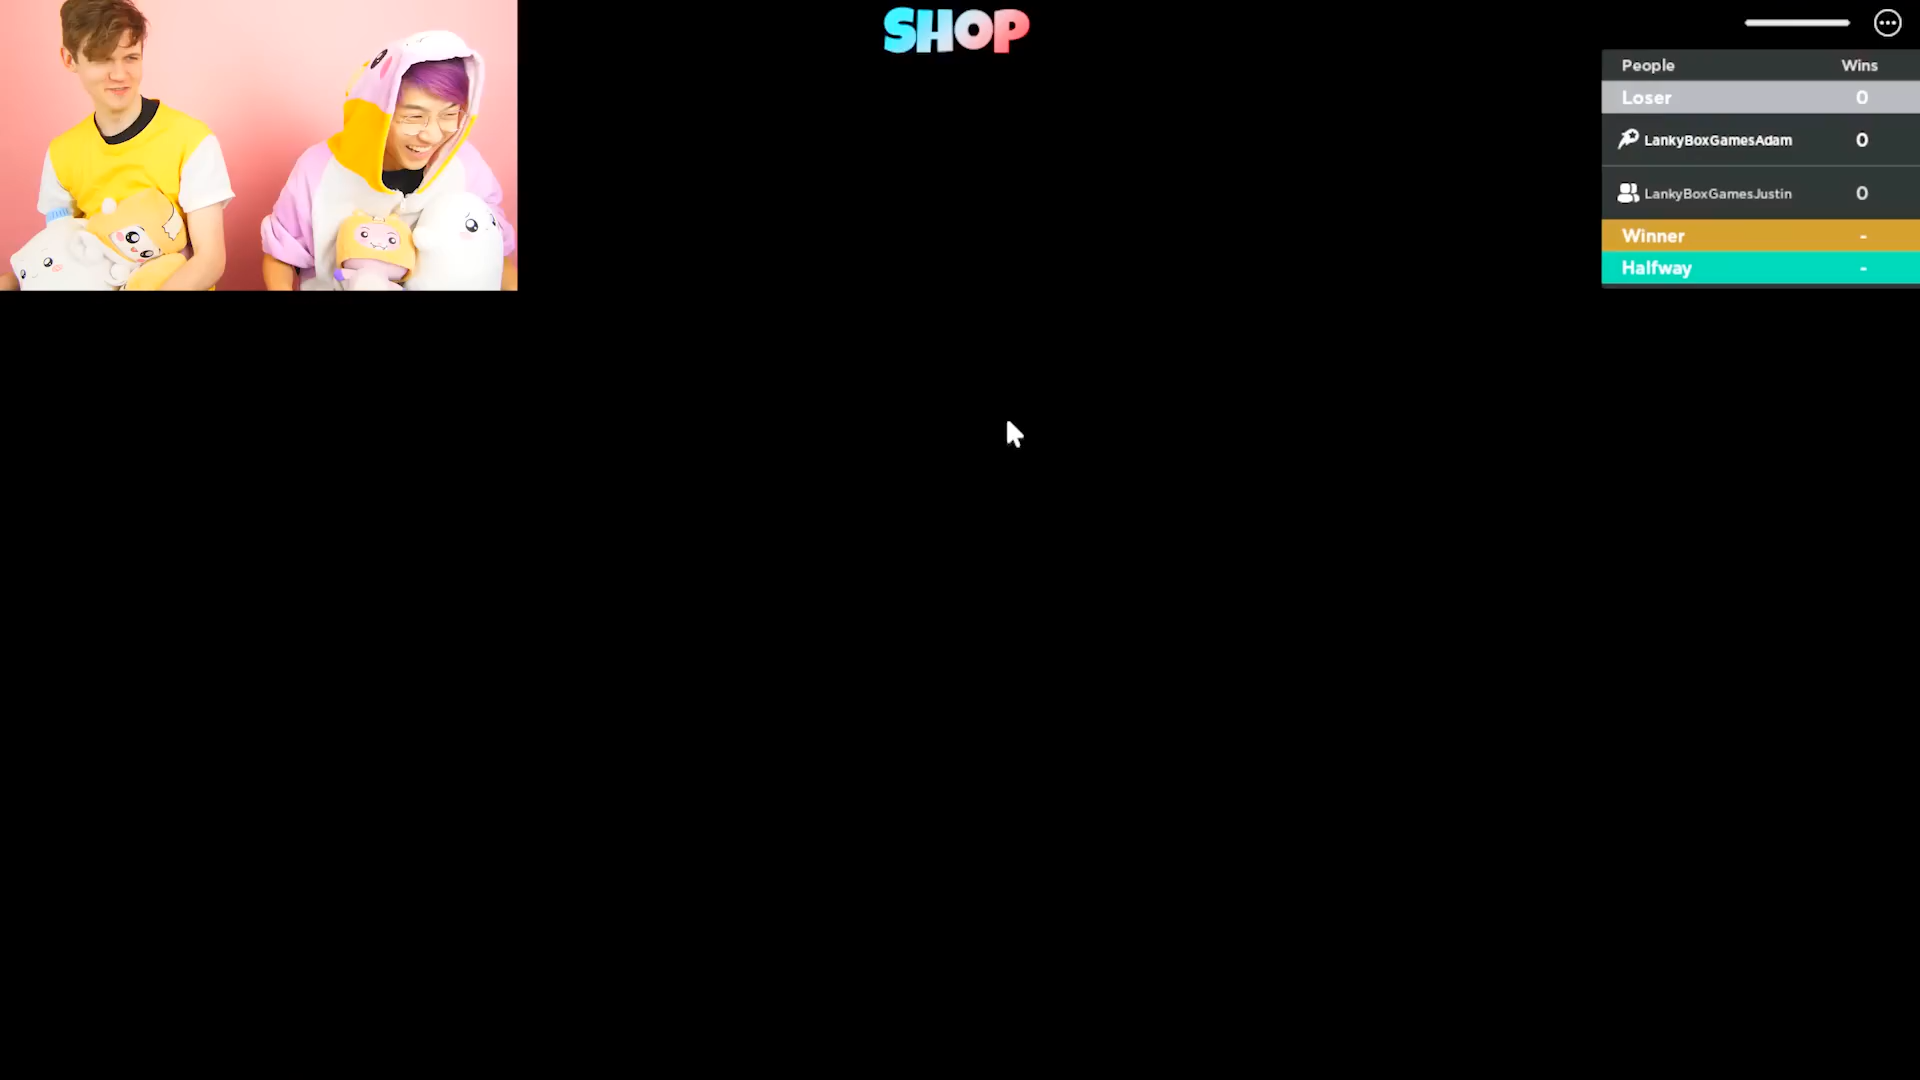 SHOP
People Wins
Loser 0
LankyBoxGamesAdam 0
LankyBoxGamesJustin 0
Winner -
Halfway -